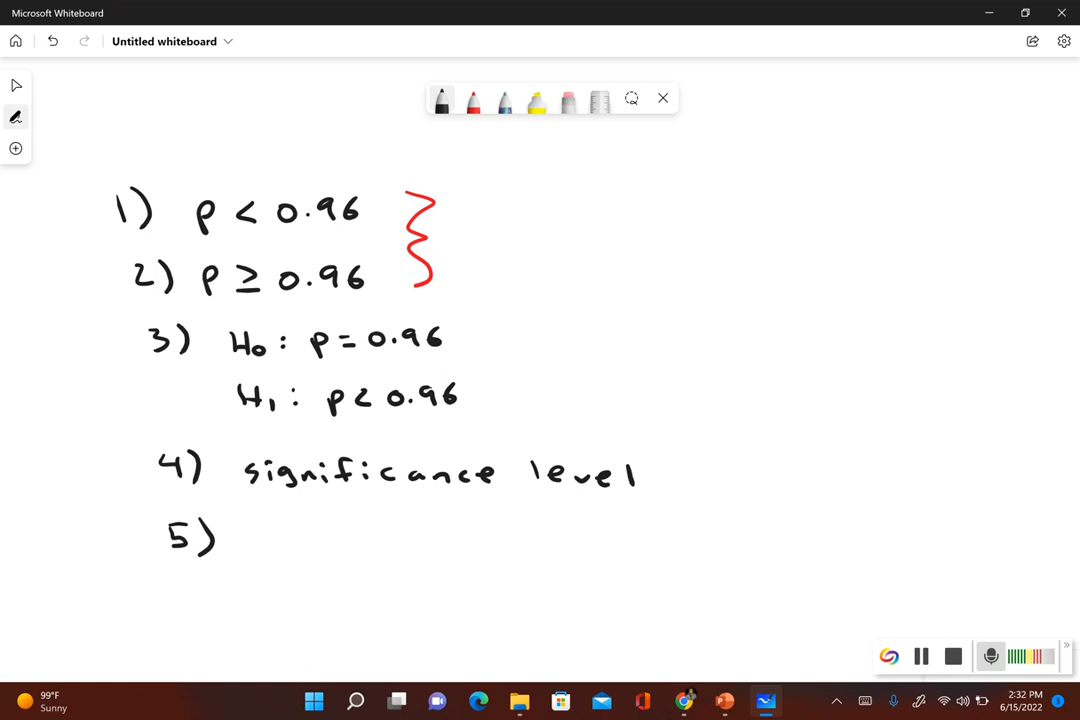 Microsoft Whiteboard
Untitled whiteboard
1) p < 0.96
2) p ≥ 0.96
3) H₀ : p = 0.96
H₁ : p < 0.96
4) significance level
5)
99°F
Sunny
2:32 PM
6/15/2022
3